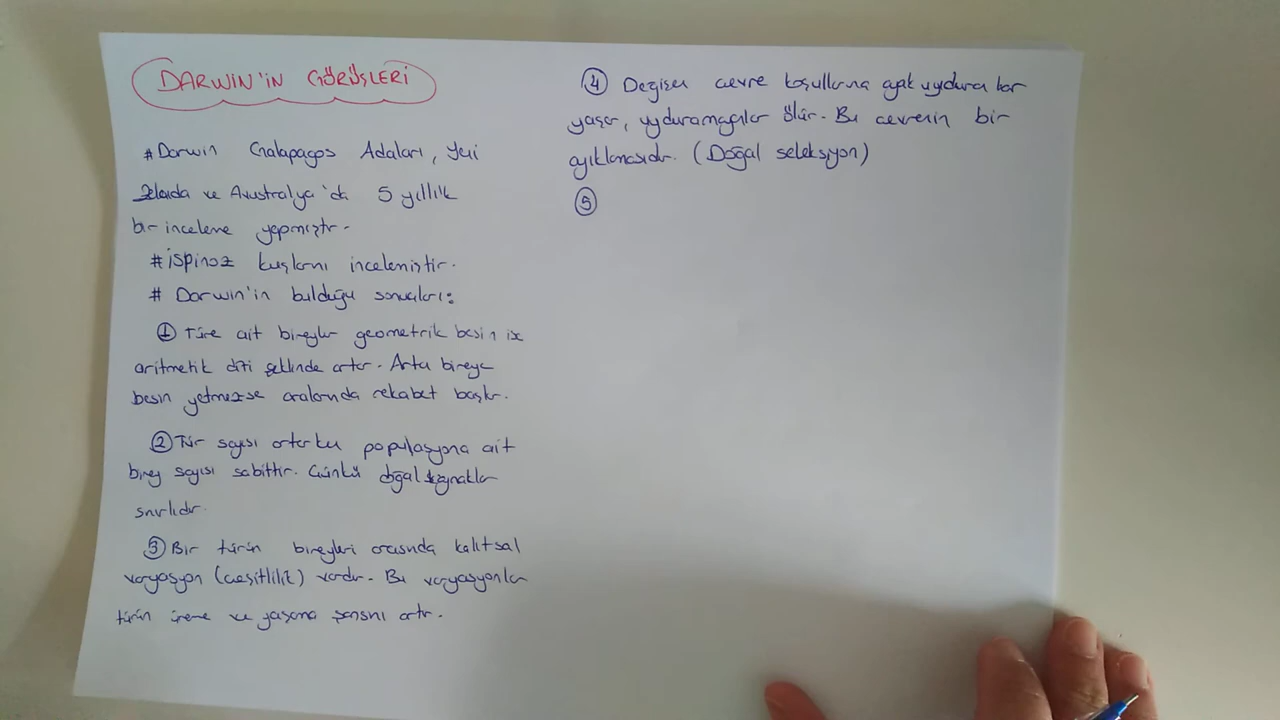 DARWIN'İN GÖRÜŞLERİ
# Darwin Galapagos Adaları, Yeni
Zelanda ve Avustralya'da 5 yıllık
bir inceleme yapmıştır.
# İspinoz kuşlarını incelemiştir.
# Darwin'in bulduğu sonuçları:
① Türe ait bireyler geometrik besin ise
aritmetik dizi şeklinde artar. Artan bireye
besin yetmezse aralarında rekabet başlar.
② Tür sayısı artarken populasyona ait
birey sayısı sabittir. Çünkü doğal kaynaklar
sınırlıdır.
③ Bir türün bireyleri arasında kalıtsal
varyasyon (çeşitlilik) vardır. Bu varyasyonlar
türün üreme ve yaşama şansını artır.
④ Değişen çevre koşullarına ayak uyduranlar
yaşar, uyduramayanlar ölür. Bu çevrenin bir
ayıklamasıdır. (Doğal seleksiyon)
⑤